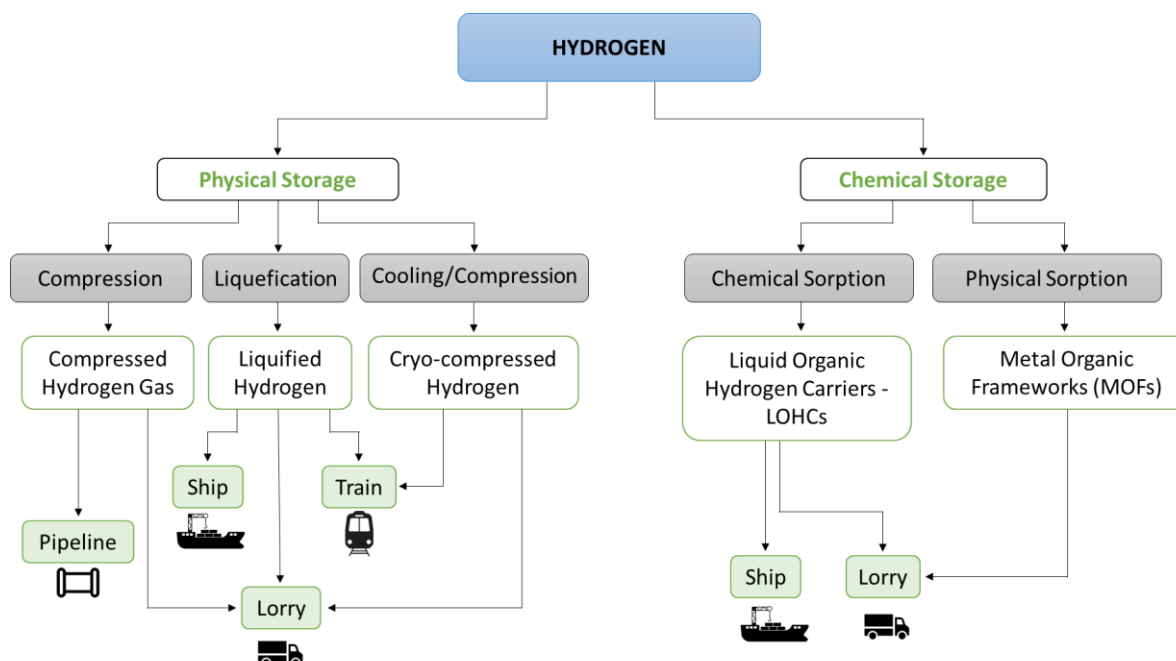 HYDROGEN
Physical Storage
Chemical Storage
Compression
Liquefication
Cooling/Compression
Chemical Sorption
Physical Sorption
Compressed
Hydrogen Gas
Liquified
Hydrogen
Cryo-compressed
Hydrogen
Liquid Organic
Hydrogen Carriers -
LOHCs
Metal Organic
Frameworks (MOFs)
Ship
Train
Pipeline
Lorry
Ship
Lorry